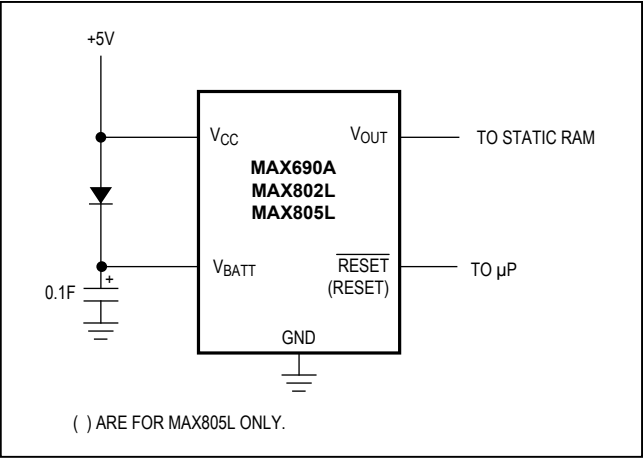 +5V
VCC
VOUT
TO STATIC RAM
MAX690A
MAX802L
MAX805L
VBATT
RESET
(RESET)
TO µP
0.1F
+
GND
( ) ARE FOR MAX805L ONLY.